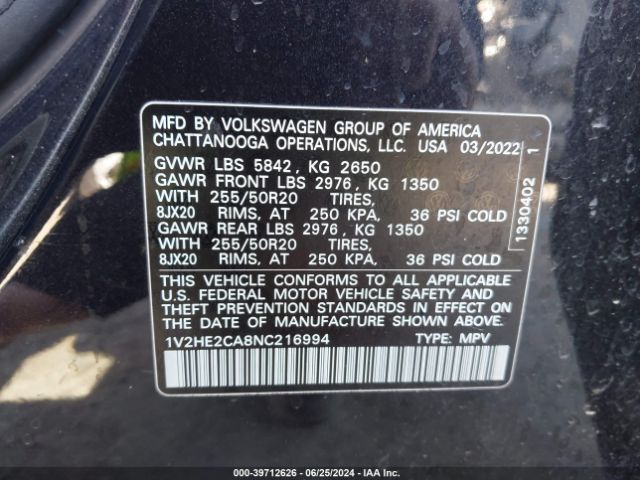 MFD BY VOLKSWAGEN GROUP OF AMERICA
CHATTANOOGA OPERATIONS, LLC. USA 03/2022
GVWR LBS 5842, KG 2650
GAWR FRONT LBS 2976, KG 1350
WITH 255/50R20 TIRES,
8JX20 RIMS, AT 250 KPA, 36 PSI COLD
GAWR REAR LBS 2976, KG 1350
WITH 255/50R20 TIRES,
8JX20 RIMS, AT 250 KPA, 36 PSI COLD
THIS VEHICLE CONFORMS TO ALL APPLICABLE
U.S. FEDERAL MOTOR VEHICLE SAFETY AND
THEFT PREVENTION STANDARDS IN EFFECT ON
THE DATE OF MANUFACTURE SHOWN ABOVE.
1V2HE2CA8NC216994 TYPE: MPV
1330402 1
000-39712626 - 06/25/2024 - IAA Inc.